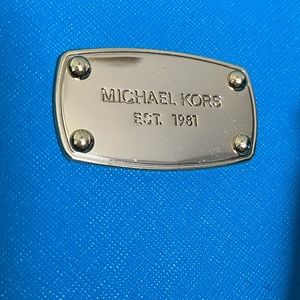 MICHAEL KORS
EST. 1981